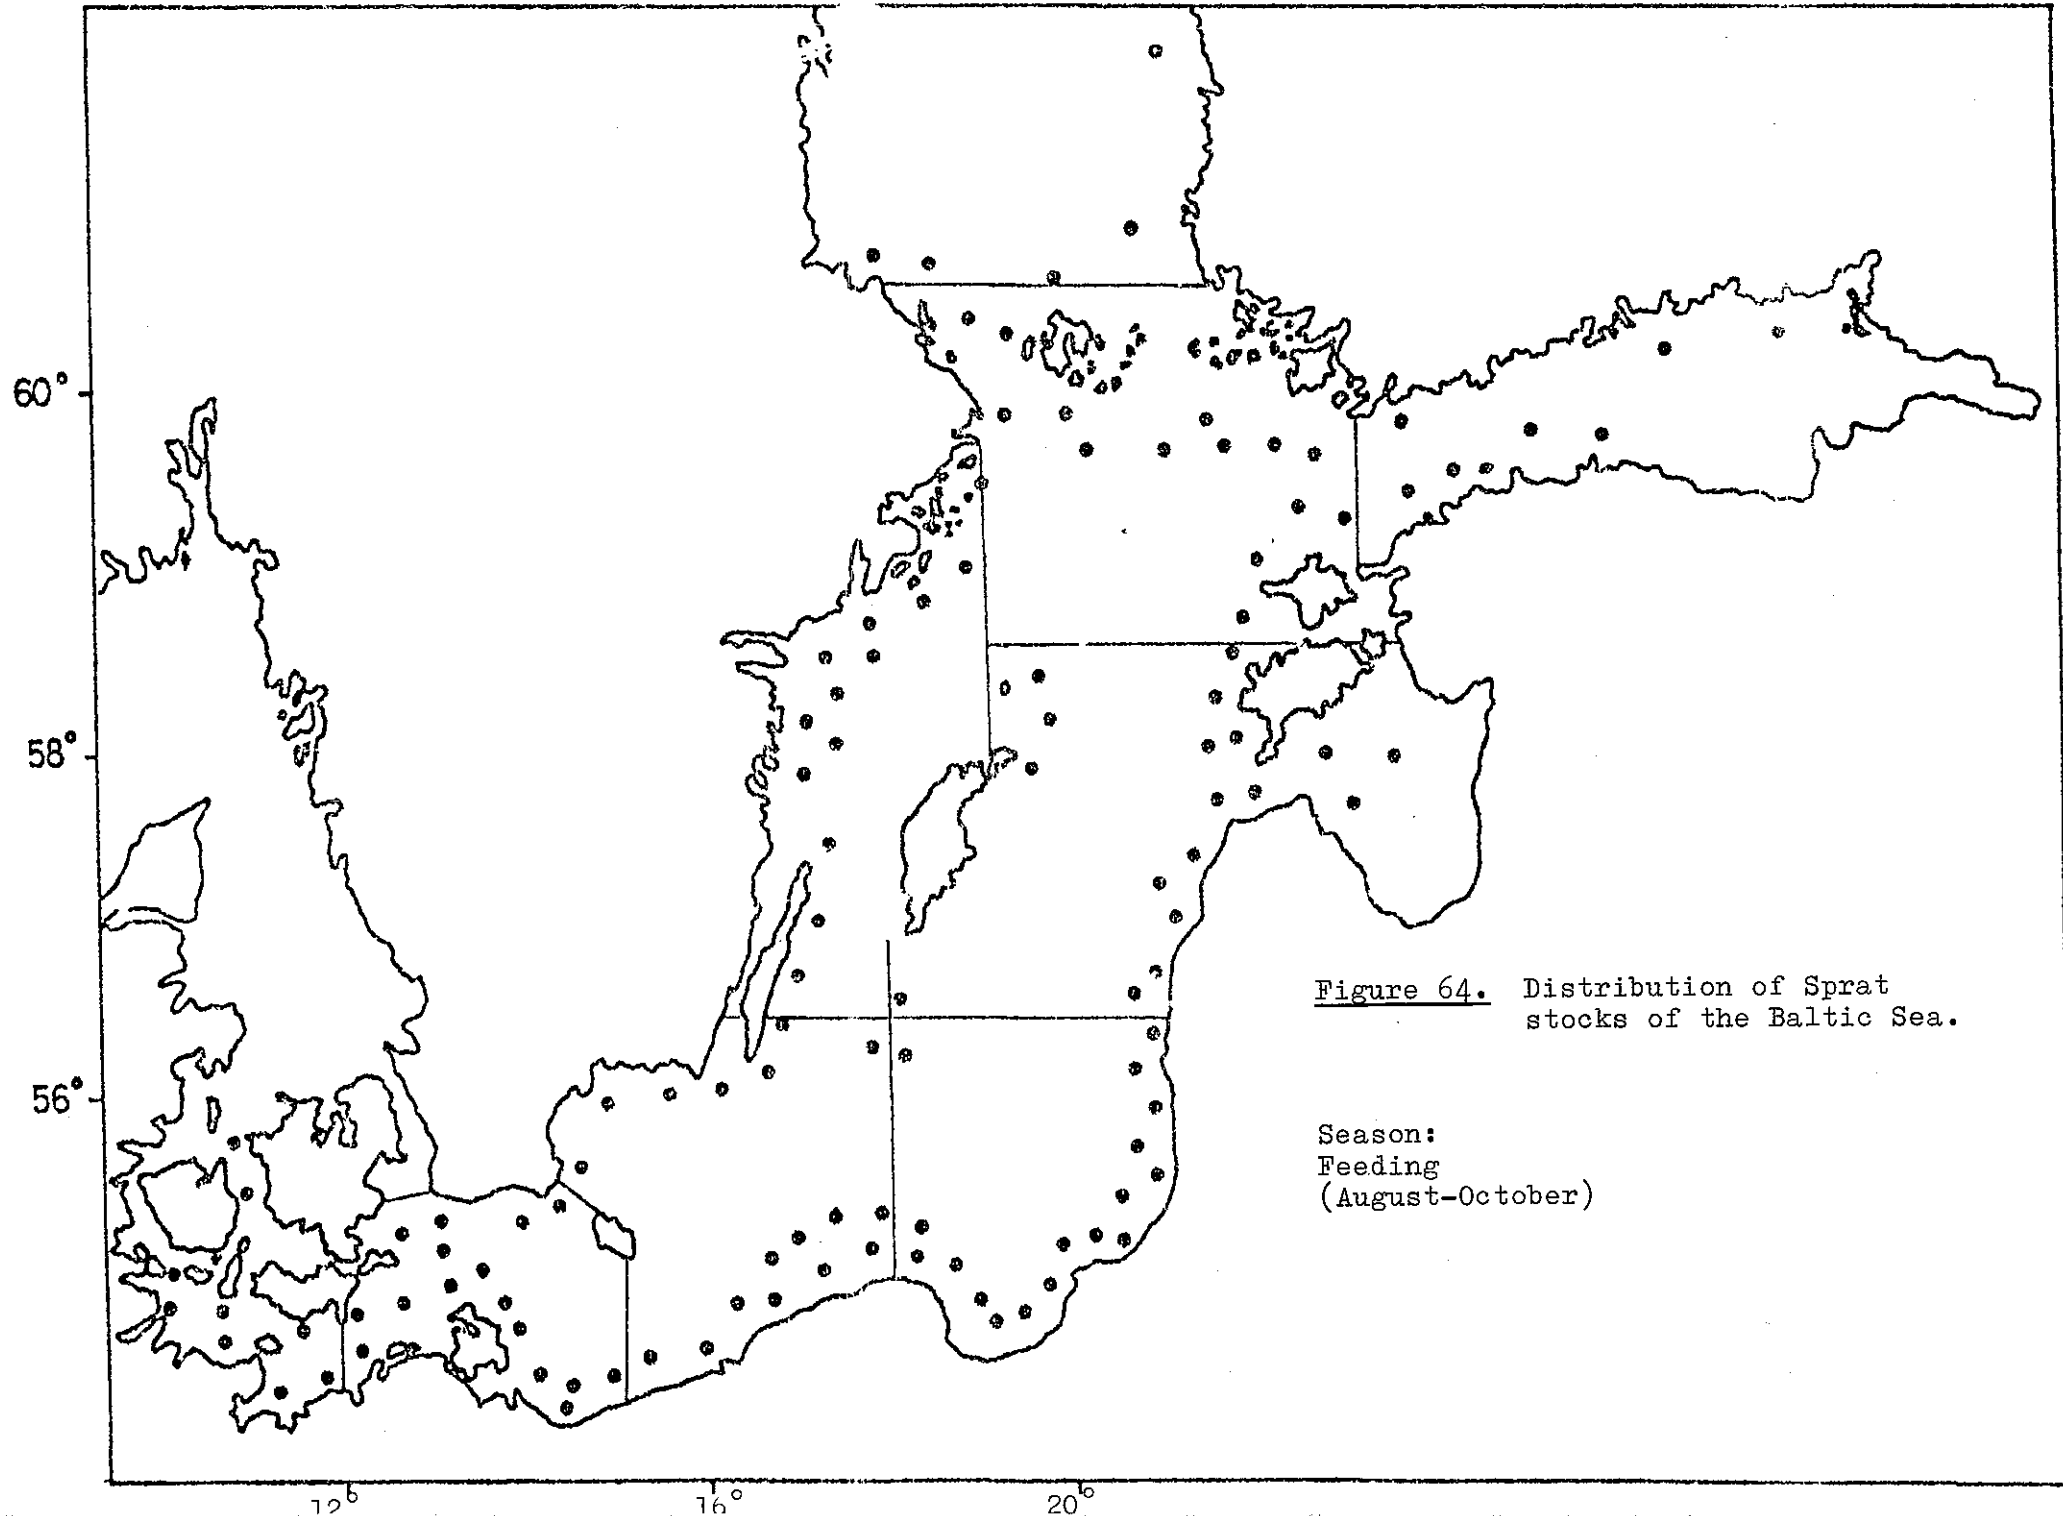 60°
58°
56°
Figure 64. Distribution of Sprat
stocks of the Baltic Sea.
Season:
Feeding
(August-October)
12° 16° 20°